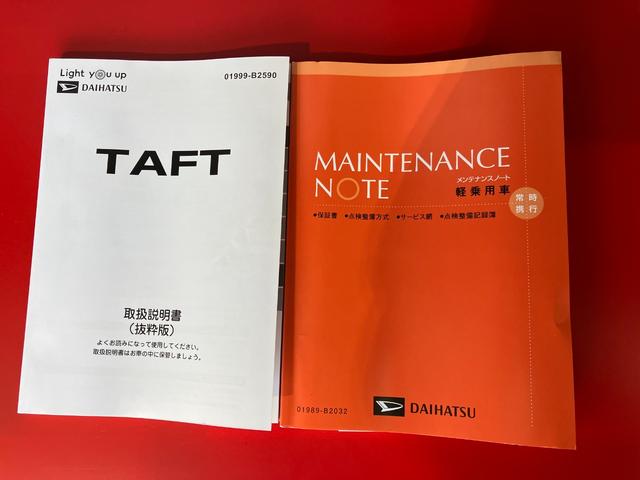 Light you up
DAIHATSU
01999-B2590
TAFT
取扱説明書
(抜粋版)
よくお読みになって使用してください。
取扱説明書はお車の中に保管しましょう。
MAINTENANCE
NOTE
メンテナンスノート
軽乗用車
常時
携行
•保証書 •点検整備方式 •サービス網 •点検整備記録簿
01989-B2032
DAIHATSU